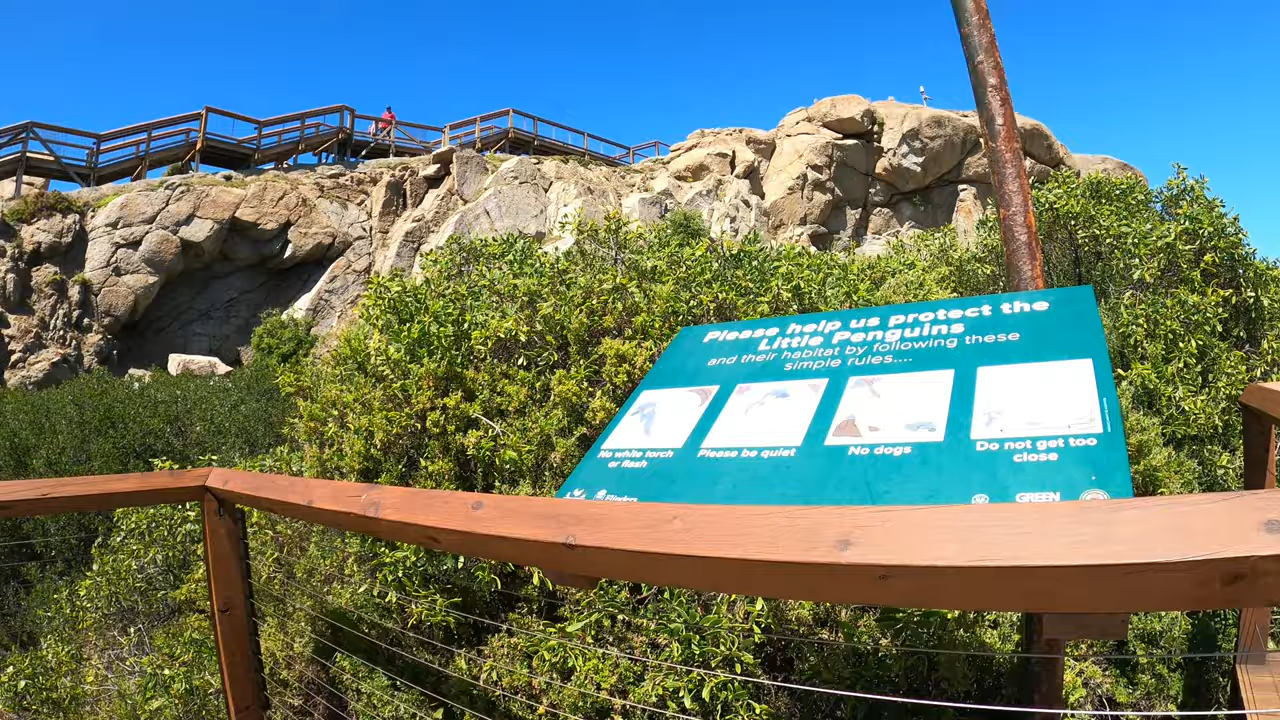 Please help us protect the
Little Penguins
and their habitat by following these
simple rules....
No white torch
or flash
Please be quiet
No dogs
Do not get too
close
Flinders
GREEN